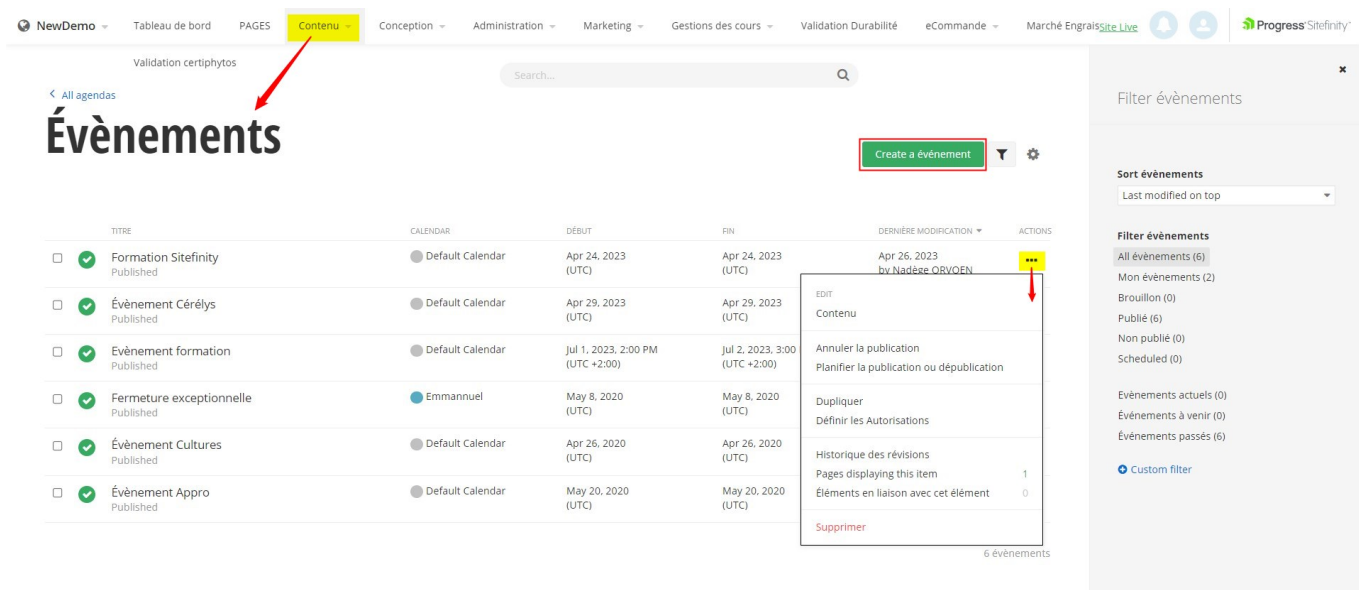 NewDemo Tableau de bord PAGES Contenu Conception Administration Marketing Gestions des cours Validation Durabilité eCommande Marché Engrais Site Live Progress Sitefinity
Validation certiphytos
Search...
All agendas
Évènements
Create a événement
TITRE CALENDAR DÉBUT FIN DERNIÈRE MODIFICATION ACTIONS
Formation Sitefinity Default Calendar Apr 24, 2023 Apr 24, 2023 Apr 26, 2023
Published (UTC) (UTC) by Nadège ORVOEN
Évènement Cérélys Default Calendar Apr 29, 2023 Apr 29, 2023
Published (UTC) (UTC)
Evènement formation Default Calendar Jul 1, 2023, 2:00 PM Jul 2, 2023, 3:00
Published (UTC +2:00) (UTC +2:00)
Fermeture exceptionnelle Emmannuel May 8, 2020 May 8, 2020
Published (UTC) (UTC)
Évènement Cultures Default Calendar Apr 26, 2020 Apr 26, 2020
Published (UTC) (UTC)
Évènement Appro Default Calendar May 20, 2020 May 20, 2020
Published (UTC) (UTC)
6 évènements
EDIT
Contenu
Annuler la publication
Planifier la publication ou dépublication
Dupliquer
Définir les Autorisations
Historique des révisions
Pages displaying this item 1
Éléments en liaison avec cet élément 0
Supprimer
Filter évènements
Sort évènements
Last modified on top
Filter évènements
All évènements (6)
Mon évènements (2)
Brouillon (0)
Publié (6)
Non publié (0)
Scheduled (0)
Evènements actuels (0)
Événements à venir (0)
Événements passés (6)
Custom filter